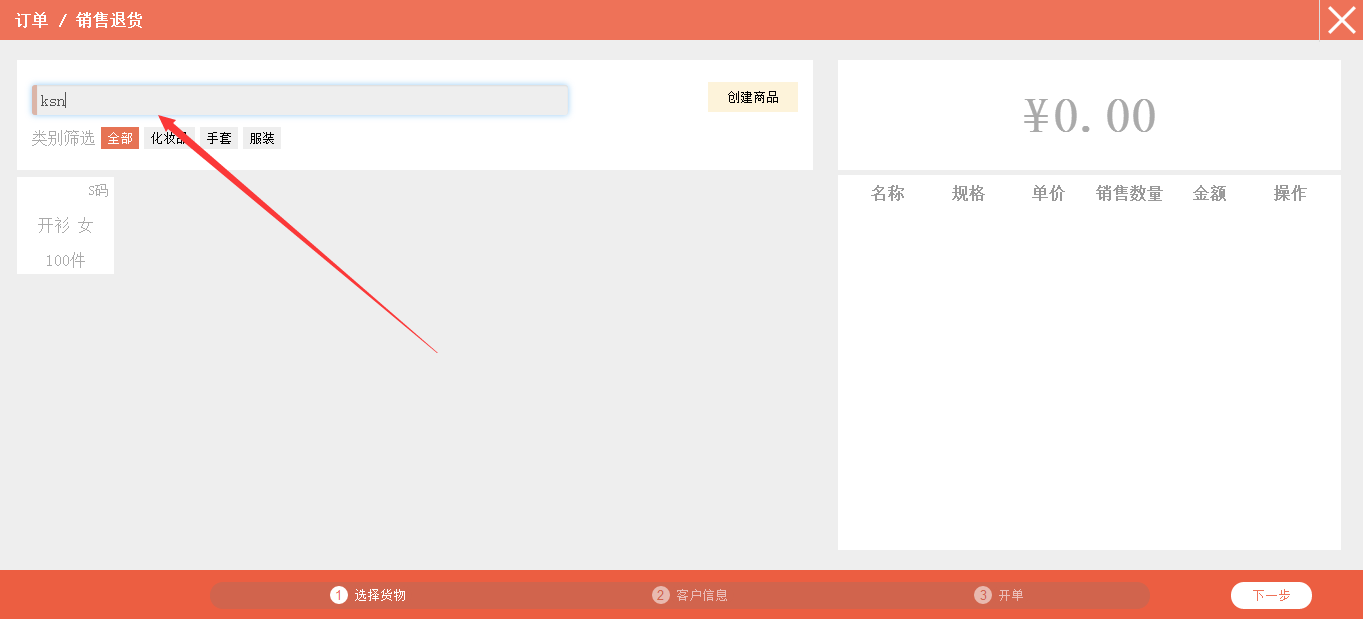 订单 / 销售退货
ksn
创建商品
类别筛选 全部 化妆品 手套 服装
S码
开衫 女
100件
¥0.00
名称 规格 单价 销售数量 金额 操作
1 选择货物 2 客户信息 3 开单 下一步